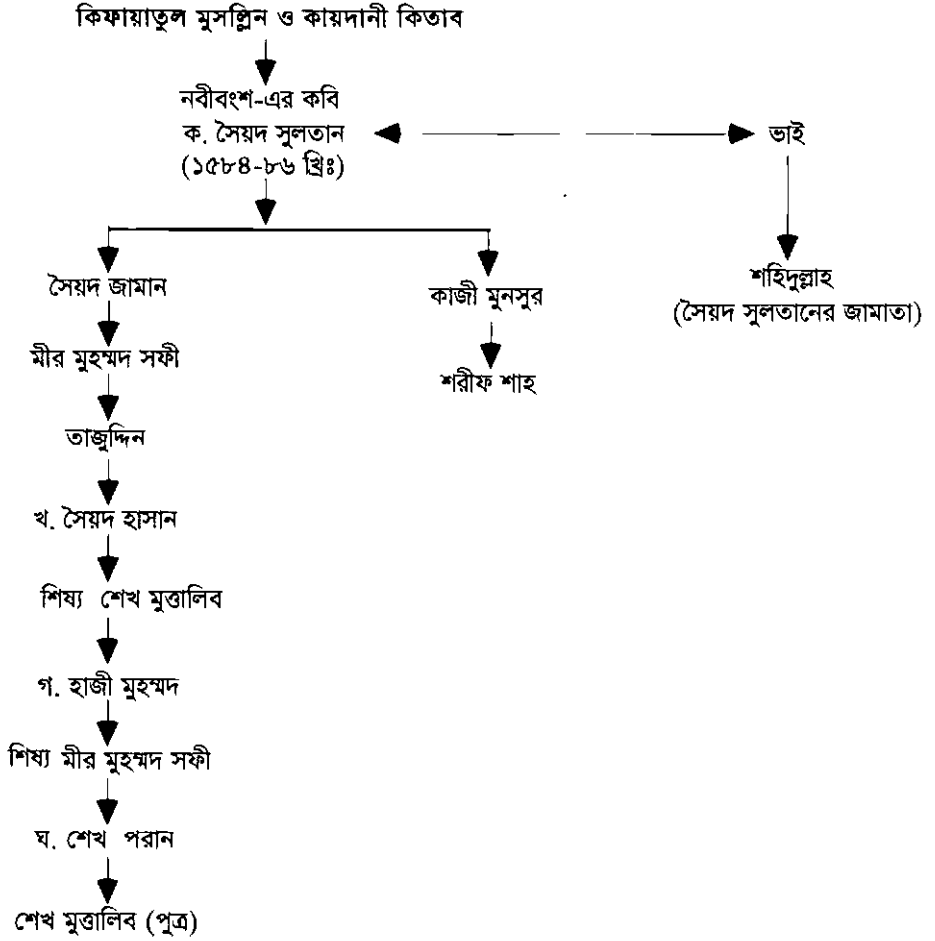 কিফায়াতুল মুসল্লিন ও কায়দানী কিতাব
নবীবংশ-এর কবি
ক. সৈয়দ সুলতান
(১৫৮৪-৮৬ খ্রিঃ)
ভাই
সৈয়দ জামান
কাজী মুনসুর
শহিদুল্লাহ
(সৈয়দ সুলতানের জামাতা)
মীর মুহম্মদ সফী
শরীফ শাহ
তাজুদ্দিন
খ. সৈয়দ হাসান
শিষ্য শেখ মুত্তালিব
গ. হাজী মুহম্মদ
শিষ্য মীর মুহম্মদ সফী
ঘ. শেখ পরান
শেখ মুত্তালিব (পুত্র)